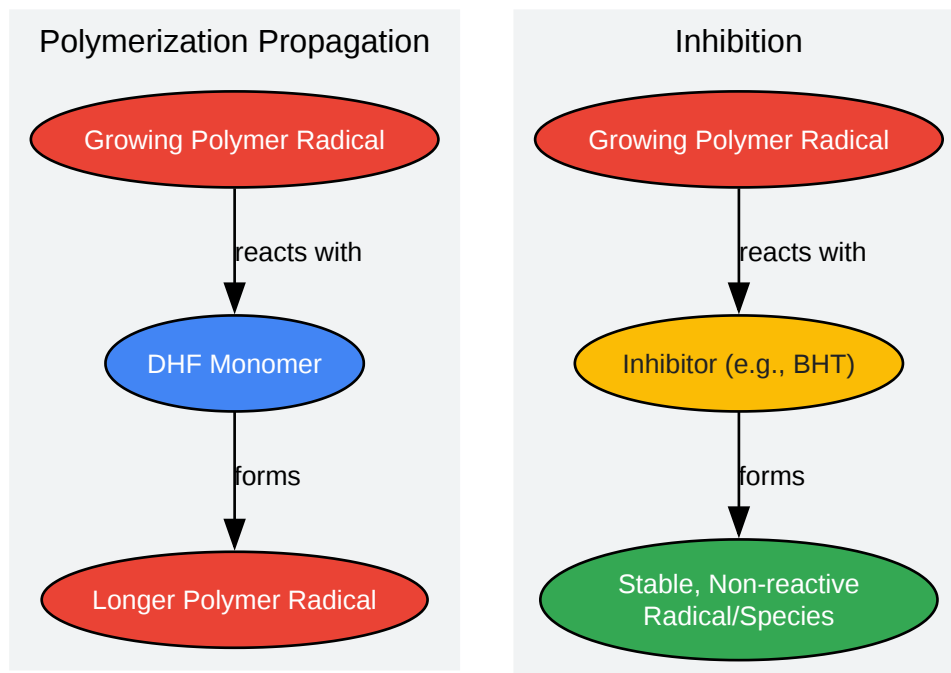 Polymerization Propagation
Growing Polymer Radical
reacts with
DHF Monomer
forms
Longer Polymer Radical
Inhibition
Growing Polymer Radical
reacts with
Inhibitor (e.g., BHT)
forms
Stable, Non-reactive
Radical/Species